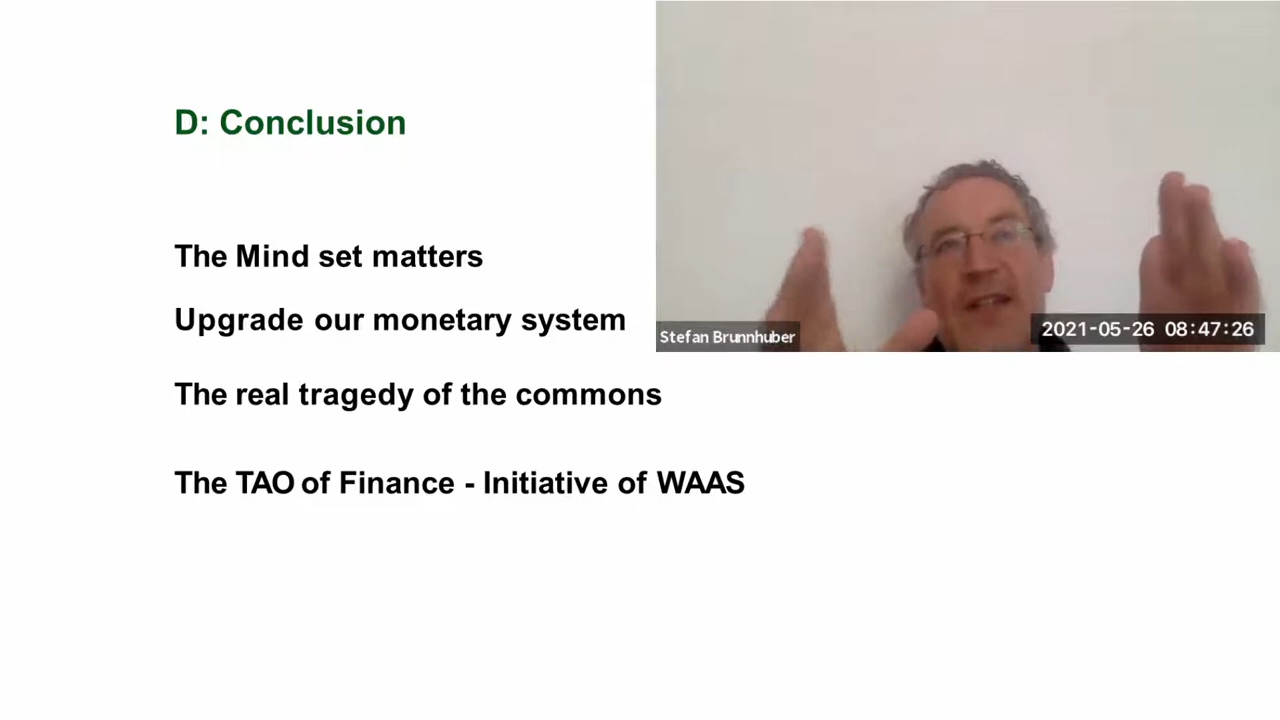 D: Conclusion
The Mind set matters
Upgrade our monetary system
Stefan Brunnhuber
2021-05-26 08:47:26
The real tragedy of the commons
The TAO of Finance - Initiative of WAAS